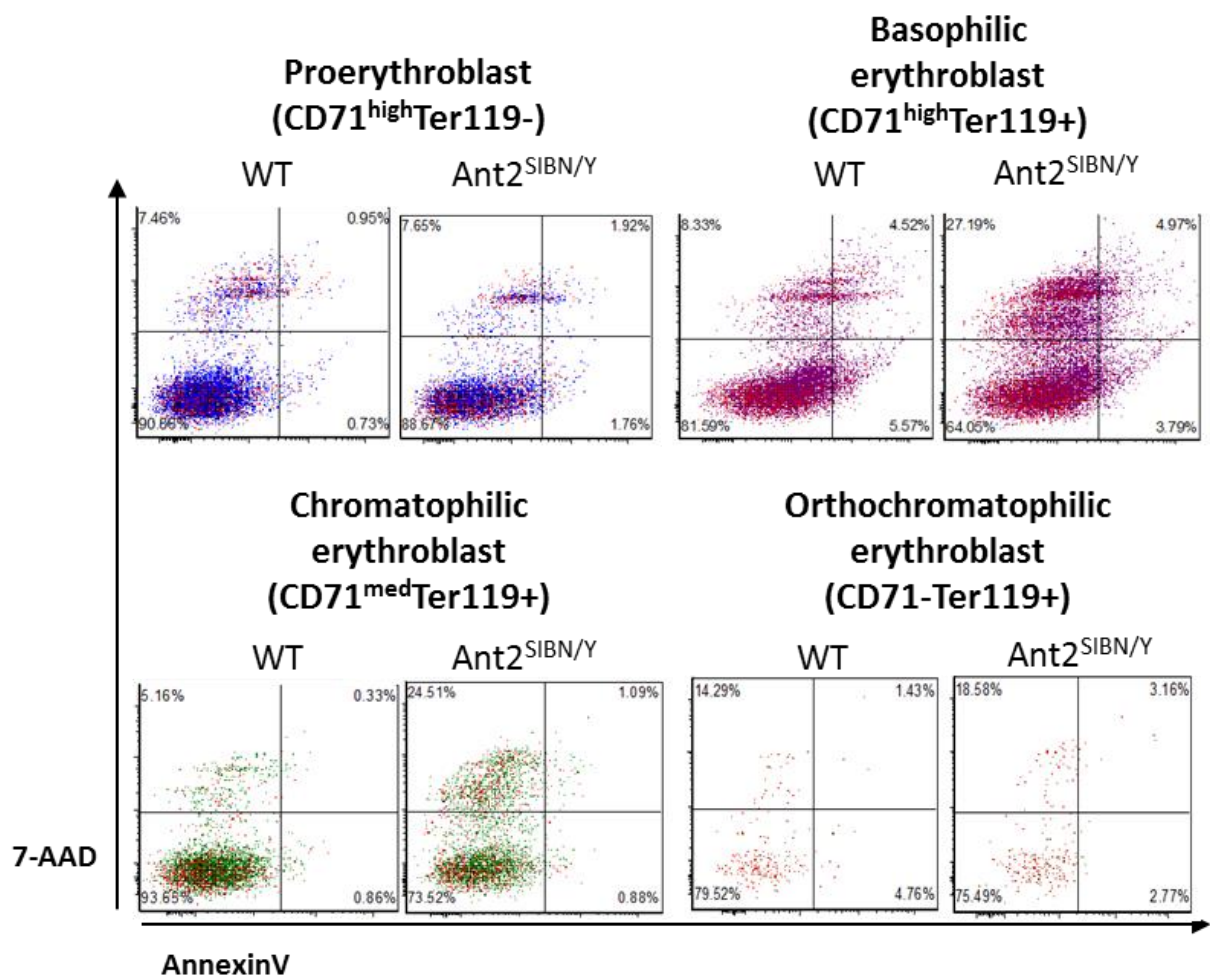 Proerythroblast
(CD71highTer119-)
Basophilic
erythroblast
(CD71highTer119+)
WT
Ant2SIBN/Y
WT
Ant2SIBN/Y
7.46%
0.95%
7.65%
1.92%
8.33%
4.52%
27.19%
4.97%
0.73%
88.67%
1.76%
81.59%
5.57%
64.05%
3.79%
Chromatophilic
erythroblast
(CD71medTer119+)
Orthochromatophilic
erythroblast
(CD71-Ter119+)
WT
Ant2SIBN/Y
WT
Ant2SIBN/Y
5.16%
0.33%
24.51%
1.09%
14.29%
1.43%
18.58%
3.16%
93.65%
0.86%
73.52%
0.88%
79.52%
4.76%
75.49%
2.77%
7-AAD
AnnexinV